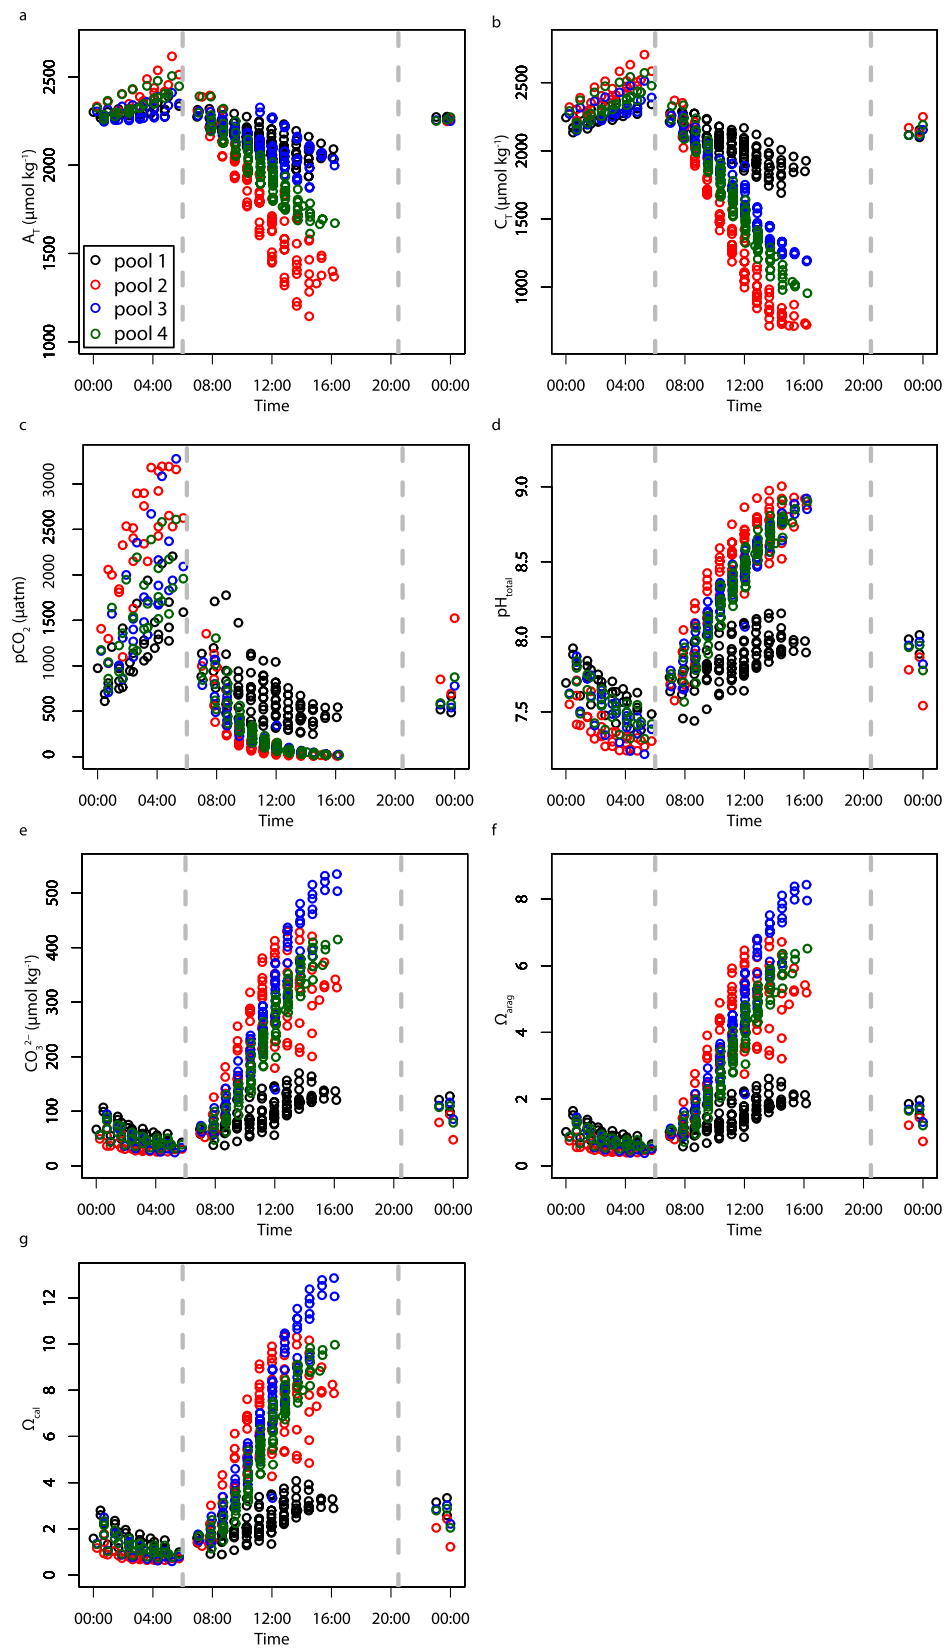 a
b
A_T (μmol kg⁻¹)
1000 1500 2000 2500
pool 1
pool 2
pool 3
pool 4
00:00 04:00 08:00 12:00 16:00 20:00 00:00
Time
C_T (μmol kg⁻¹)
1000 1500 2000 2500
00:00 04:00 08:00 12:00 16:00 20:00 00:00
Time
c
d
pCO₂ (μatm)
0 500 1000 1500 2000 2500 3000
00:00 04:00 08:00 12:00 16:00 20:00 00:00
Time
pH_total
7.5 8.0 8.5 9.0
00:00 04:00 08:00 12:00 16:00 20:00 00:00
Time
e
f
CO₃²⁻ (μmol kg⁻¹)
0 100 200 300 400 500
00:00 04:00 08:00 12:00 16:00 20:00 00:00
Time
Ω_arag
0 2 4 6 8
00:00 04:00 08:00 12:00 16:00 20:00 00:00
Time
g
Ω_cal
0 2 4 6 8 10 12
00:00 04:00 08:00 12:00 16:00 20:00 00:00
Time